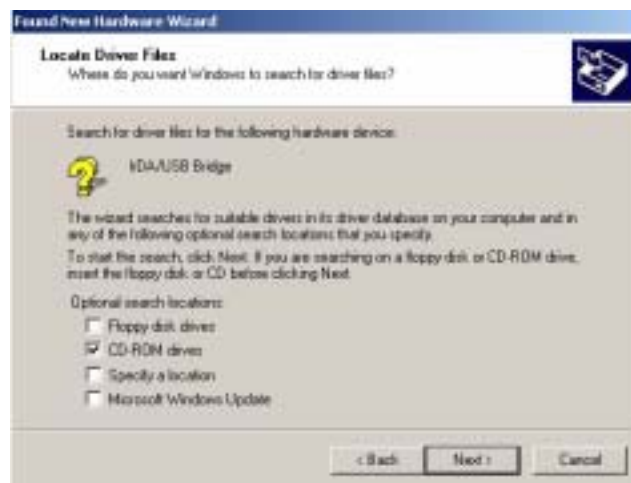 Found New Hardware Wizard
Locate Driver Files
Where do you want Windows to search for driver files?
Search for driver files for the following hardware device:
IrDA/USB Bridge
The wizard searches for suitable drivers in its driver database on your computer and in
any of the following optional search locations that you specify.
To start the search, click Next. If you are searching on a floppy disk or CD-ROM drive,
insert the floppy disk or CD before clicking Next.
Optional search locations:
Floppy disk drives
CD-ROM drives
Specify a location
Microsoft Windows Update
< Back
Next >
Cancel